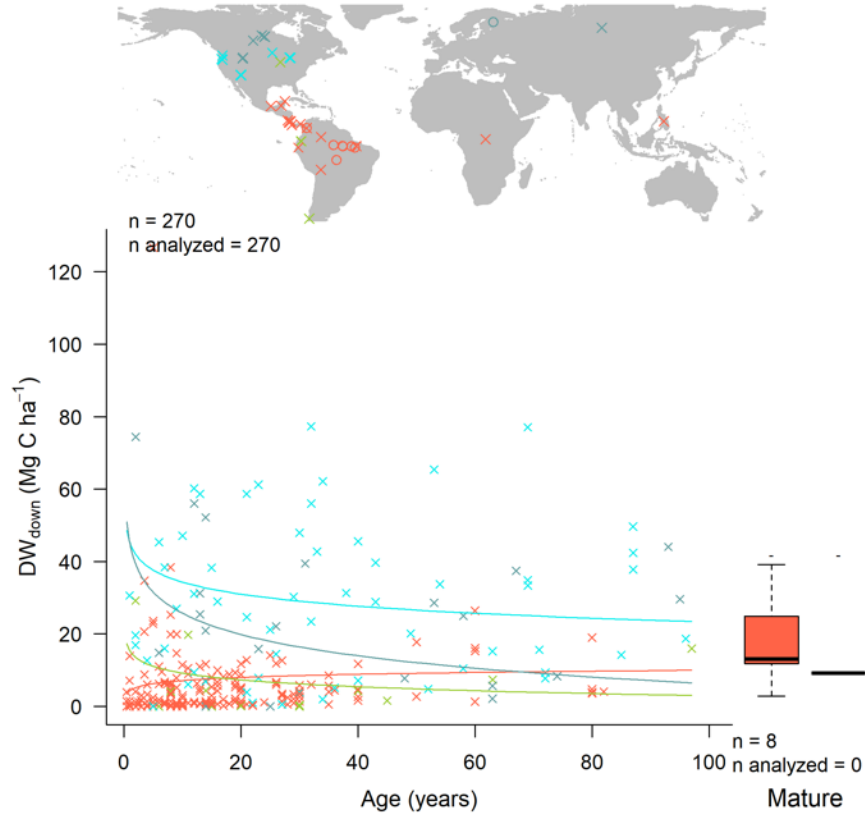 n = 270
n analyzed = 270
120
100
80
60
40
20
0
DW_down (Mg C ha⁻¹)
0 20 40 60 80 100
Age (years)
n = 8
n analyzed = 0
Mature